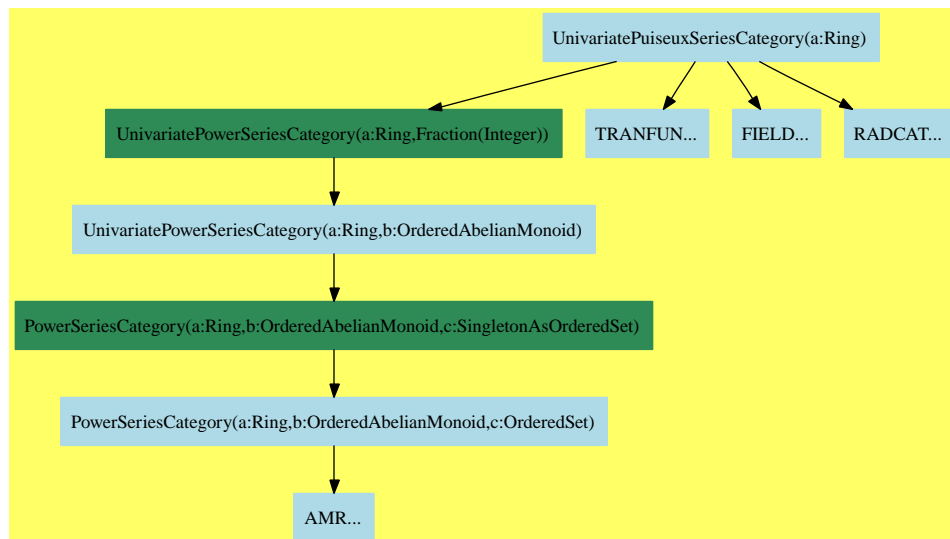 UnivariatePuiseuxSeriesCategory(a:Ring)
UnivariatePowerSeriesCategory(a:Ring,Fraction(Integer))
TRANFUN...
FIELD...
RADCAT...
UnivariatePowerSeriesCategory(a:Ring,b:OrderedAbelianMonoid)
PowerSeriesCategory(a:Ring,b:OrderedAbelianMonoid,c:SingletonAsOrderedSet)
PowerSeriesCategory(a:Ring,b:OrderedAbelianMonoid,c:OrderedSet)
AMR...